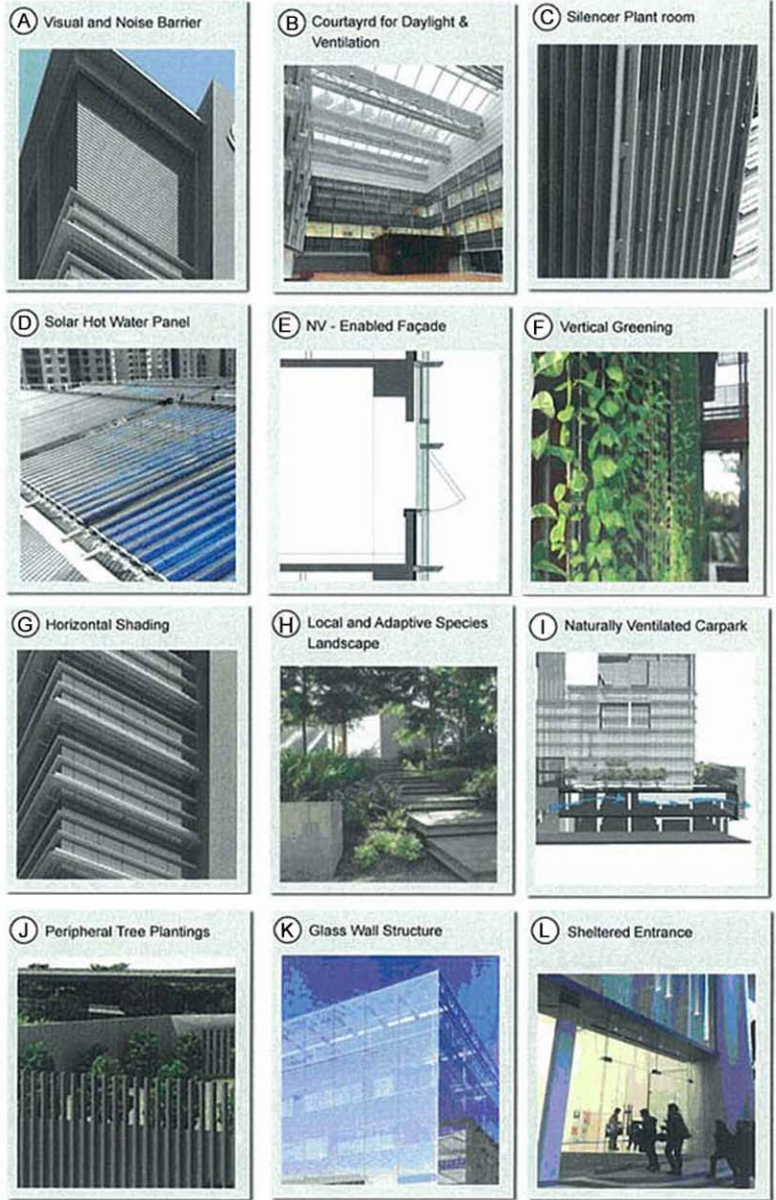 A Visual and Noise Barrier
B Courtayrd for Daylight &
Ventilation
C Silencer Plant room
D Solar Hot Water Panel
E NV - Enabled Façade
F Vertical Greening
G Horizontal Shading
H Local and Adaptive Species
Landscape
I Naturally Ventilated Carpark
J Peripheral Tree Plantings
K Glass Wall Structure
L Sheltered Entrance